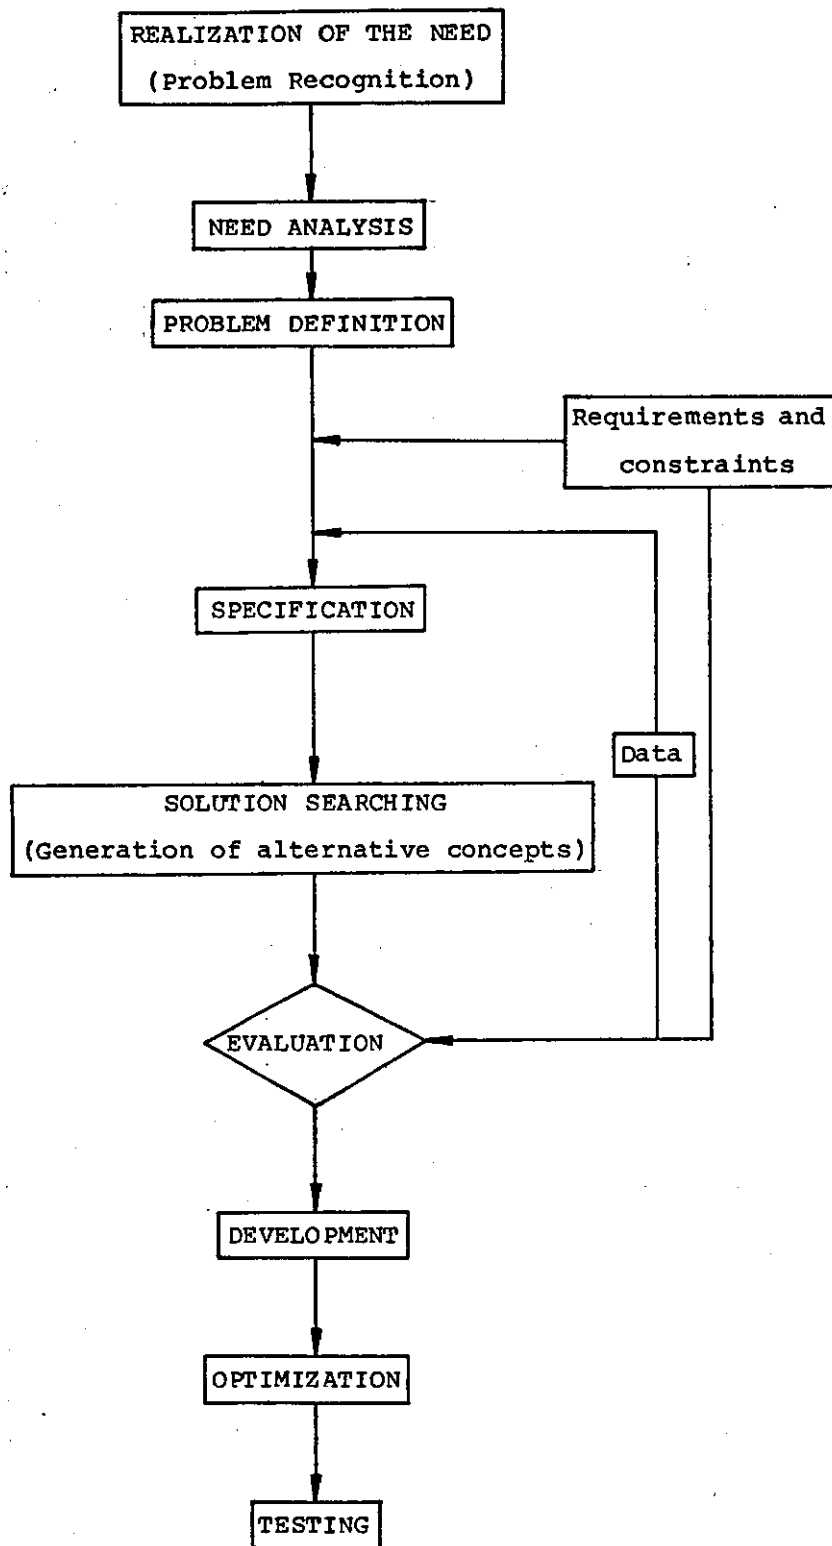 REALIZATION OF THE NEED
(Problem Recognition)
NEED ANALYSIS
PROBLEM DEFINITION
Requirements and
constraints
SPECIFICATION
Data
SOLUTION SEARCHING
(Generation of alternative concepts)
EVALUATION
DEVELOPMENT
OPTIMIZATION
TESTING